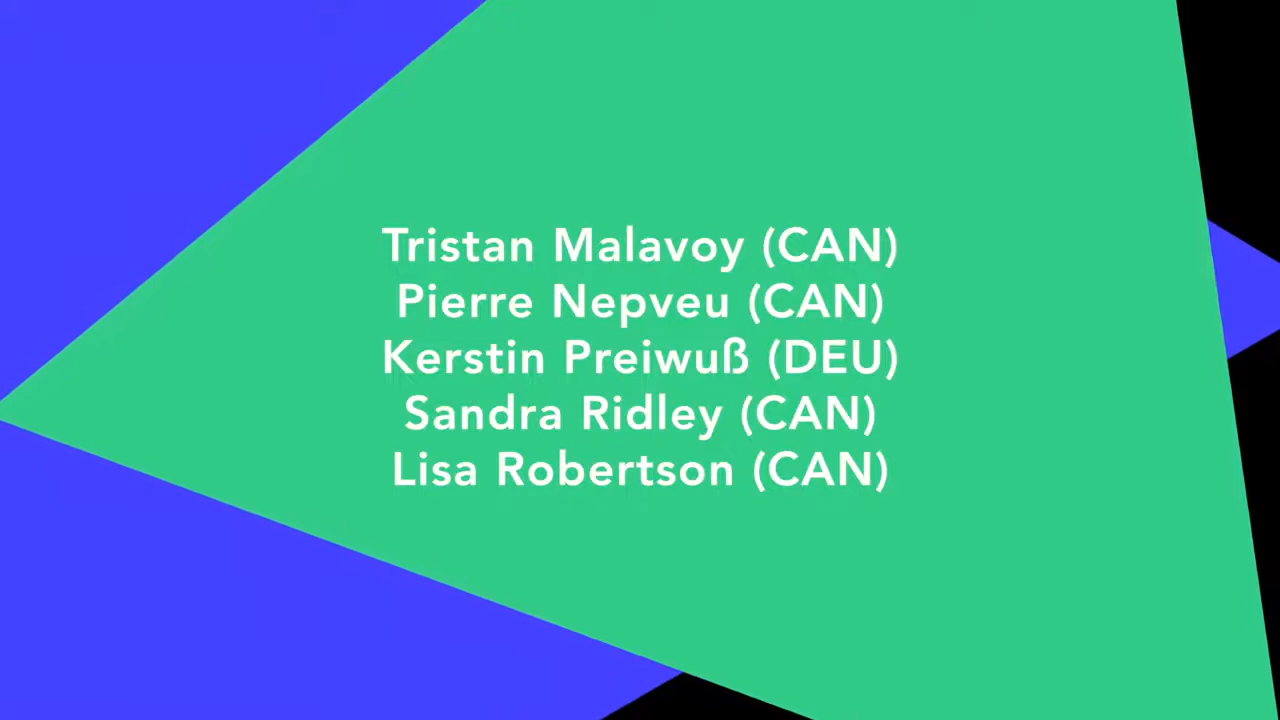 Tristan Malavoy (CAN)
Pierre Nepveu (CAN)
Kerstin Preiwuß (DEU)
Sandra Ridley (CAN)
Lisa Robertson (CAN)